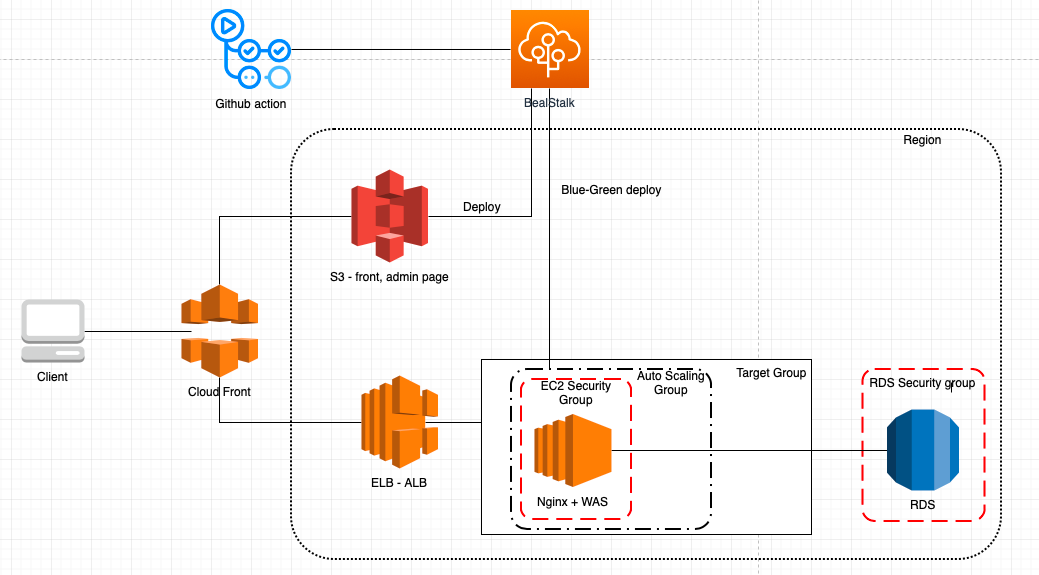 Github action
BealStalk
Region
Blue-Green deploy
Deploy
S3 - front, admin page
Client
Cloud Front
ELB - ALB
Target Group
Auto Scaling
Group
EC2 Security
Group
Nginx + WAS
RDS Security group
RDS